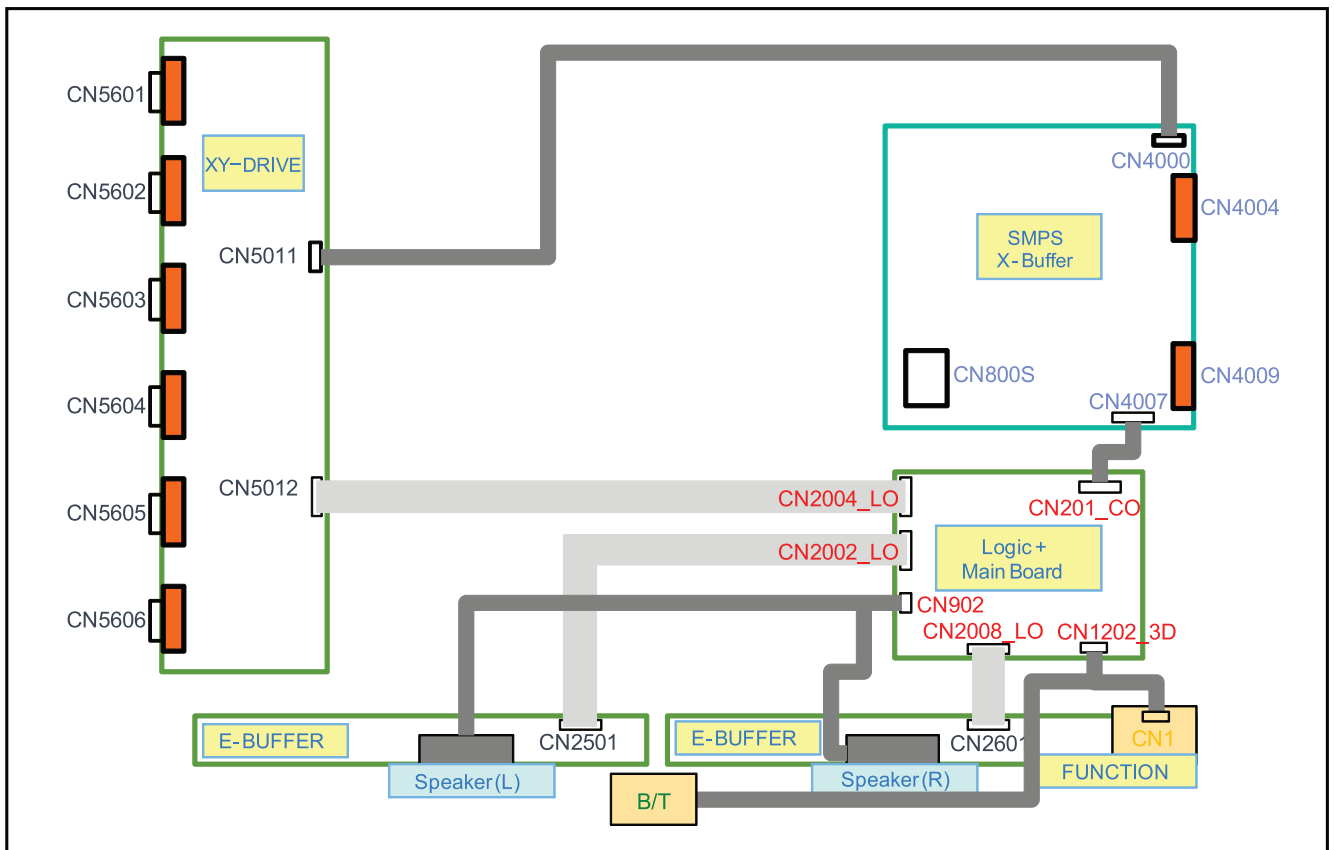 CN5601
XY-DRIVE
CN5602
CN5011
CN5603
CN5604
CN5012
CN5605
CN5606
CN4000
CN4004
SMPS
X-Buffer
CN800S
CN4009
CN4007
CN2004_LO
CN201_CO
CN2002_LO
Logic +
Main Board
CN902
CN2008_LO
CN1202_3D
E-BUFFER
CN2501
Speaker(L)
E-BUFFER
CN2601
CN1
Speaker(R)
FUNCTION
B/T